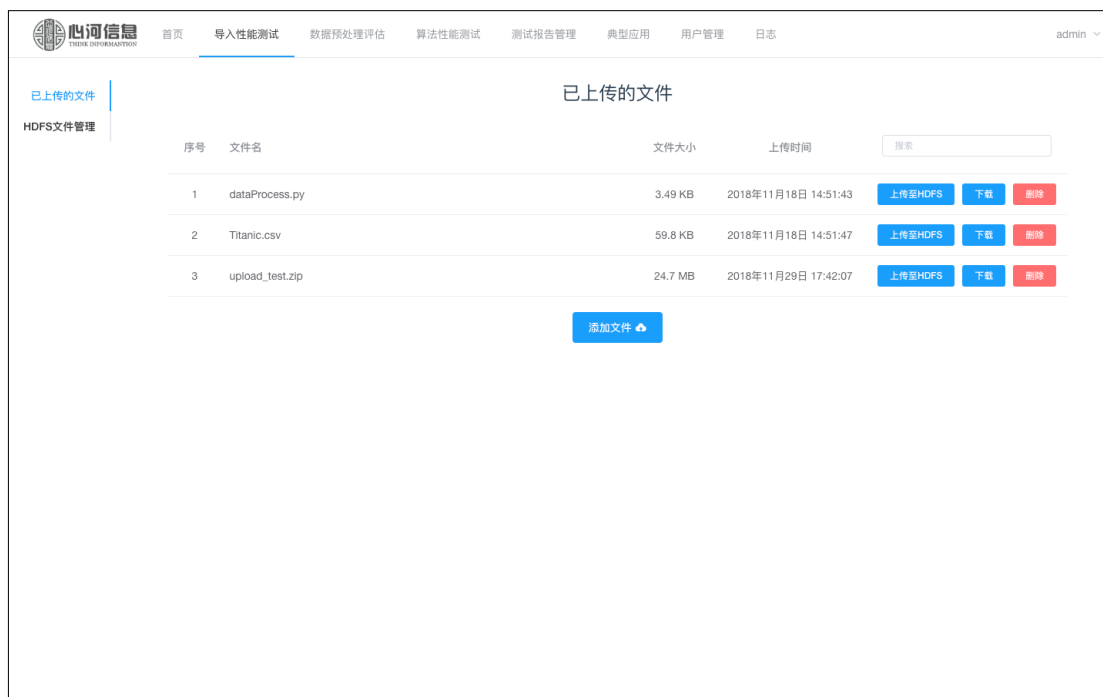 心河信息
THINK INFORMANTION
首页 导入性能测试 数据预处理评估 算法性能测试 测试报告管理 典型应用 用户管理 日志 admin
已上传的文件
HDFS文件管理
已上传的文件
序号 文件名 文件大小 上传时间 搜索
1 dataProcess.py 3.49 KB 2018年11月18日 14:51:43 上传至HDFS 下载 删除
2 Titanic.csv 59.8 KB 2018年11月18日 14:51:47 上传至HDFS 下载 删除
3 upload_test.zip 24.7 MB 2018年11月29日 17:42:07 上传至HDFS 下载 删除
添加文件